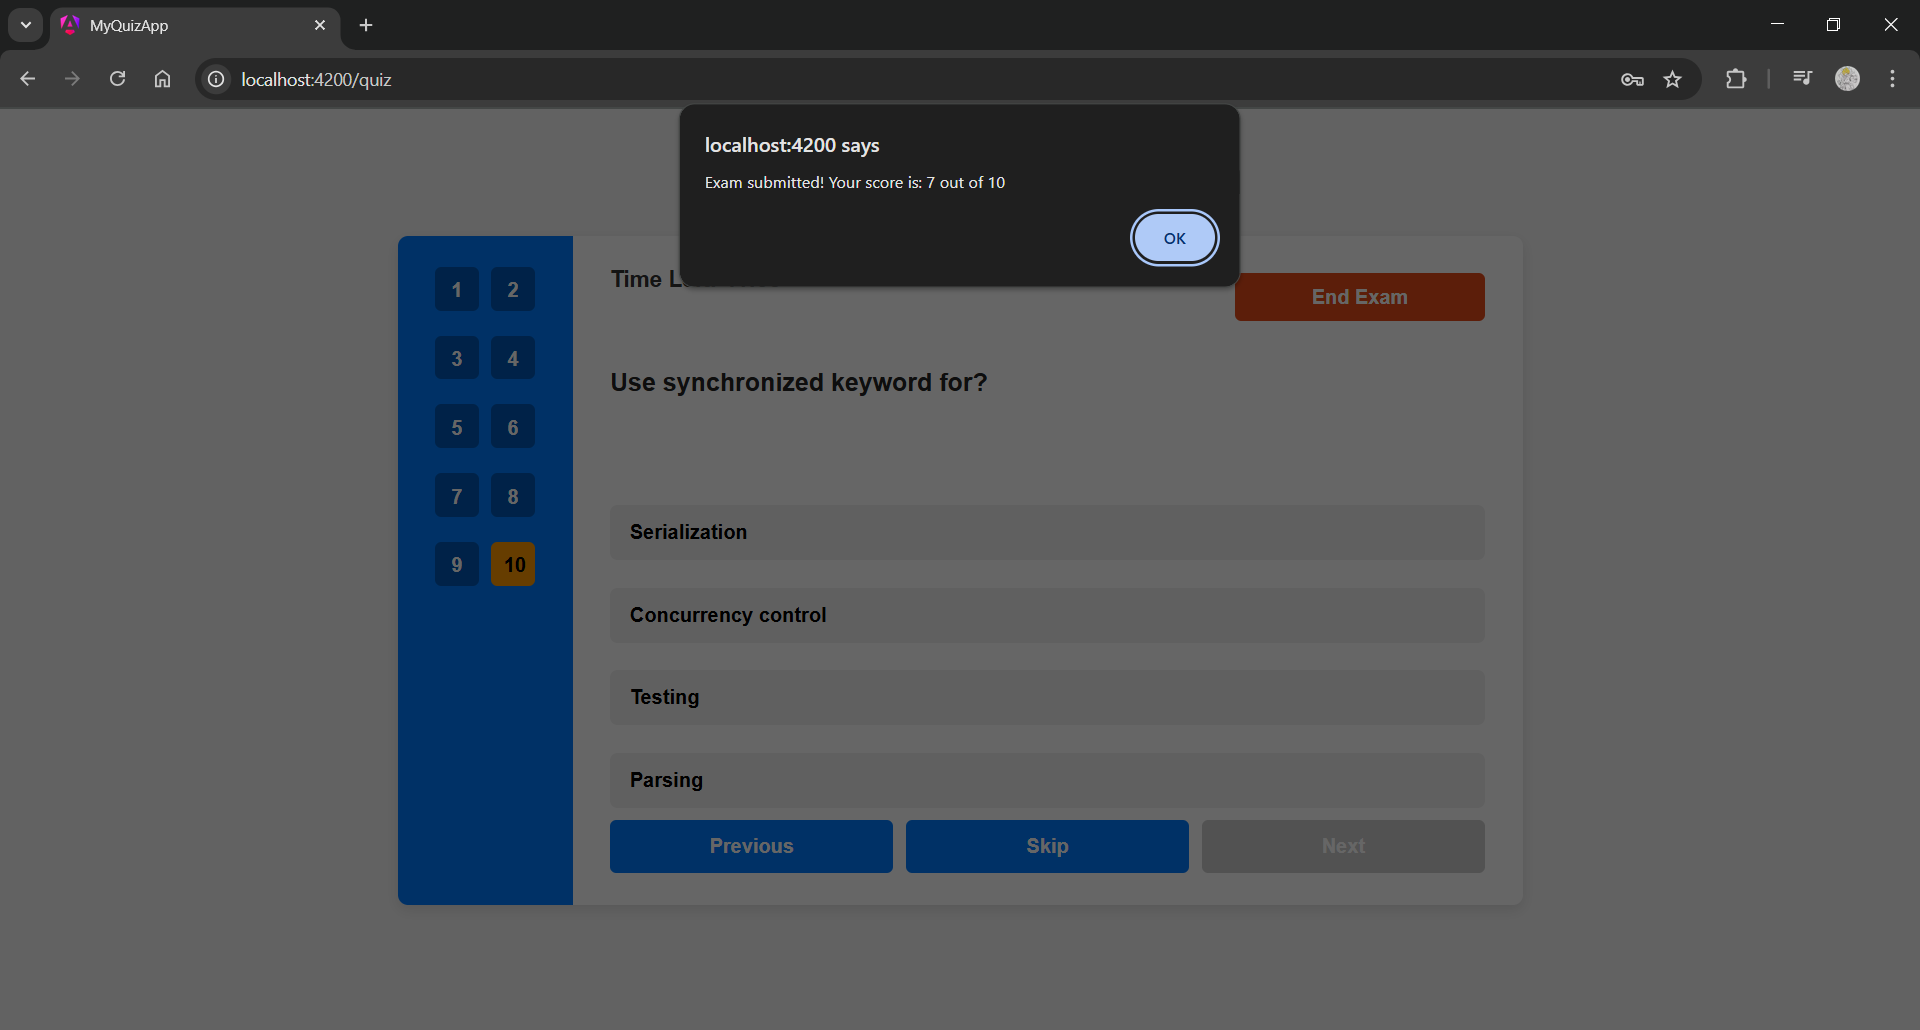 MyQuizApp
localhost:4200/quiz
localhost:4200 says
Exam submitted! Your score is: 7 out of 10
OK
1 2
3 4
5 6
7 8
9 10
Time
End Exam
Use synchronized keyword for?
Serialization
Concurrency control
Testing
Parsing
Previous Skip Next